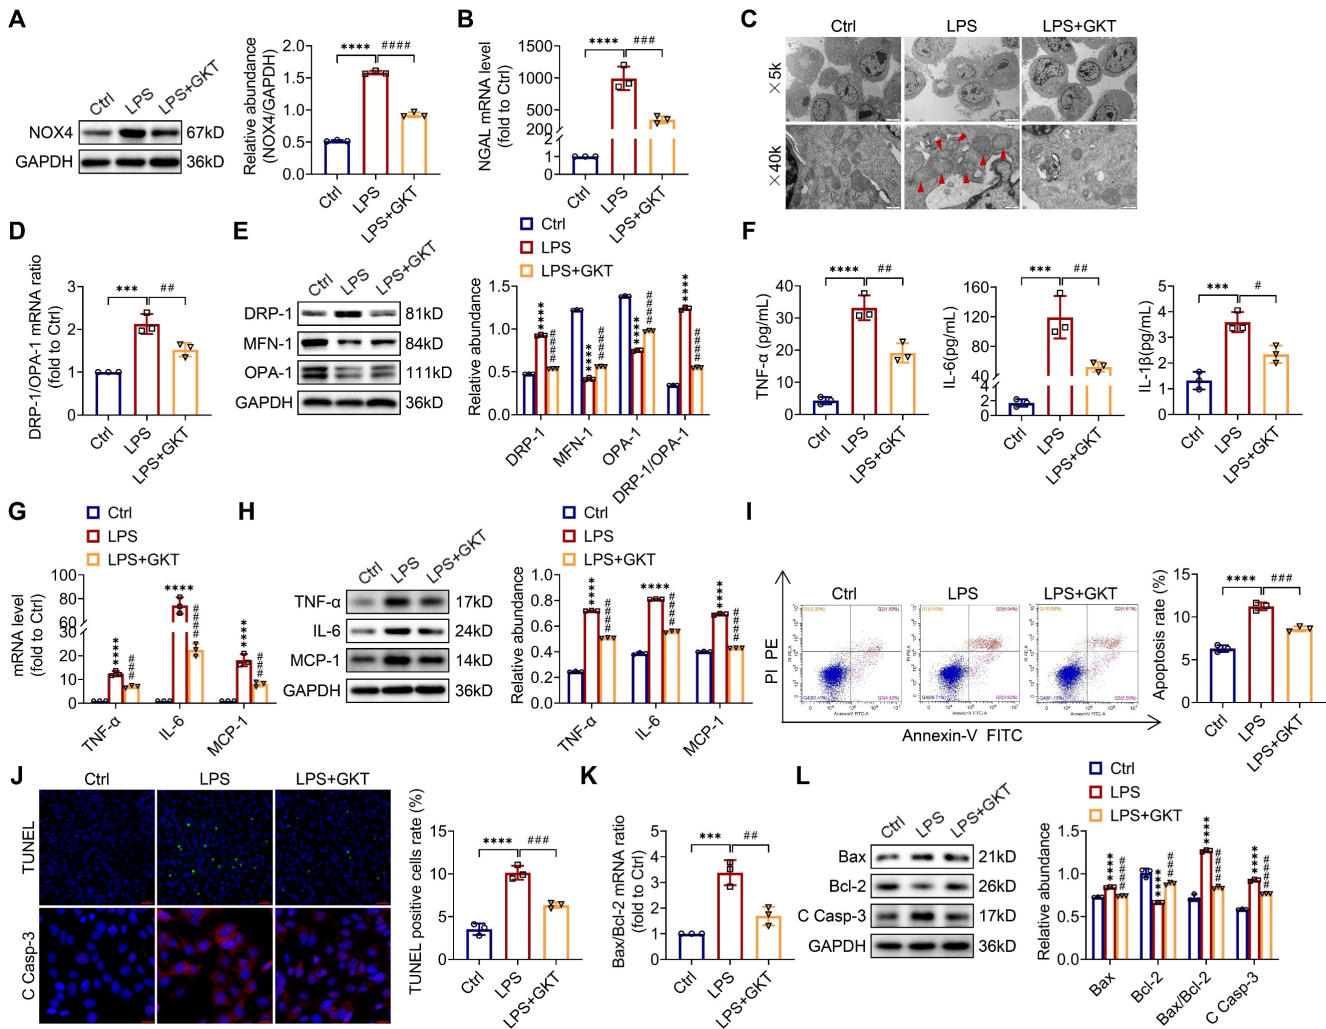 A
Ctrl
LPS
LPS+GKT
NOX4
67kD
GAPDH
36kD
Relative abundance
(NOX4/GAPDH)
2.0
1.5
1.0
0.5
0.0
****
####
Ctrl
LPS
LPS+GKT
B
NGAL mRNA level
(fold to Ctrl)
1500
1000
500
200
2
1
0
****
###
Ctrl
LPS
LPS+GKT
C
Ctrl
LPS
LPS+GKT
×5k
×40k
D
DRP-1/OPA-1 mRNA ratio
(fold to Ctrl)
3
2
1
0
***
##
Ctrl
LPS
LPS+GKT
E
Ctrl
LPS
LPS+GKT
DRP-1
81kD
MFN-1
84kD
OPA-1
111kD
GAPDH
36kD
Ctrl
LPS
LPS+GKT
Relative abundance
1.5
1.0
0.5
0.0
****
####
****
####
****
####
****
####
DRP-1
MFN-1
OPA-1
DRP-1/OPA-1
F
TNF-α (pg/mL)
40
30
20
10
0
****
##
Ctrl
LPS
LPS+GKT
IL-6(pg/mL)
160
120
80
40
4
2
0
***
##
Ctrl
LPS
LPS+GKT
IL-1β(pg/mL)
5
4
3
2
1
0
***
#
Ctrl
LPS
LPS+GKT
G
Ctrl
LPS
LPS+GKT
mRNA level
(fold to Ctrl)
100
80
60
30
20
10
0
****
##
****
####
****
###
TNF-α
IL-6
MCP-1
H
Ctrl
LPS
LPS+GKT
TNF-α
17kD
IL-6
24kD
MCP-1
14kD
GAPDH
36kD
Ctrl
LPS
LPS+GKT
Relative abundance
1.0
0.8
0.6
0.4
0.2
0.0
****
####
****
####
****
####
TNF-α
IL-6
MCP-1
I
Ctrl
LPS
LPS+GKT
PI PE
Annexin-V FITC
Apoptosis rate (%)
15
10
5
0
****
###
Ctrl
LPS
LPS+GKT
J
Ctrl
LPS
LPS+GKT
TUNEL
C Casp-3
TUNEL positive cells rate (%)
15
10
5
0
****
###
Ctrl
LPS
LPS+GKT
K
Bax/Bcl-2 mRNA ratio
(fold to Ctrl)
5
4
3
2
1
0
***
##
Ctrl
LPS
LPS+GKT
L
Ctrl
LPS
LPS+GKT
Bax
21kD
Bcl-2
26kD
C Casp-3
17kD
GAPDH
36kD
Ctrl
LPS
LPS+GKT
Relative abundance
1.5
1.0
0.5
0.0
****
####
****
###
****
####
****
####
Bax
Bcl-2
Bax/Bcl-2
C Casp-3